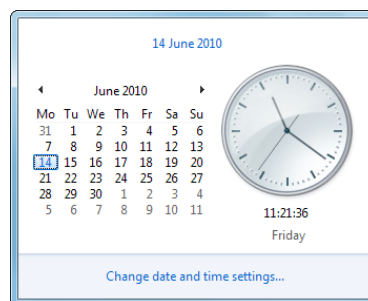 14 June 2010
June 2010
Mo Tu We Th Fr Sa Su
31 1 2 3 4 5 6
7 8 9 10 11 12 13
14 15 16 17 18 19 20
21 22 23 24 25 26 27
28 29 30 1 2 3 4
5 6 7 8 9 10 11
11:21:36
Friday
Change date and time settings...